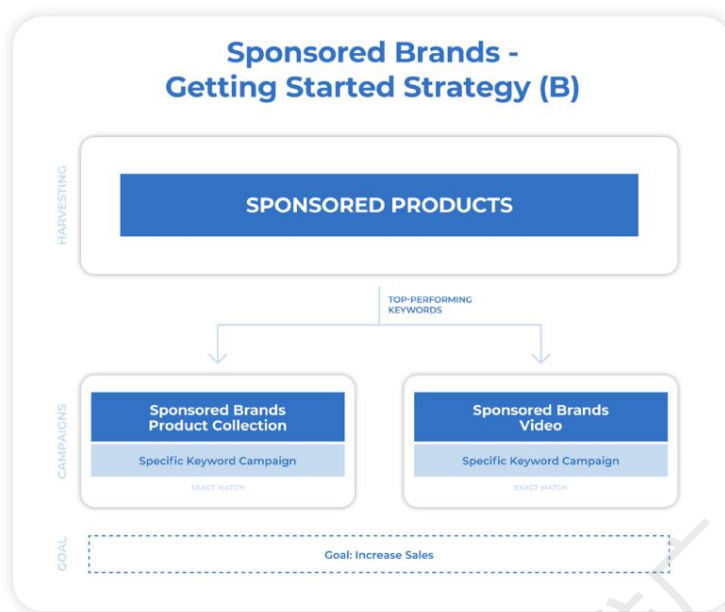 Sponsored Brands -
Getting Started Strategy (B)
HARVESTING
SPONSORED PRODUCTS
TOP-PERFORMING
KEYWORDS
CAMPAIGNS
Sponsored Brands
Product Collection
Specific Keyword Campaign
EXACT MATCH
Sponsored Brands
Video
Specific Keyword Campaign
EXACT MATCH
GOAL
Goal: Increase Sales